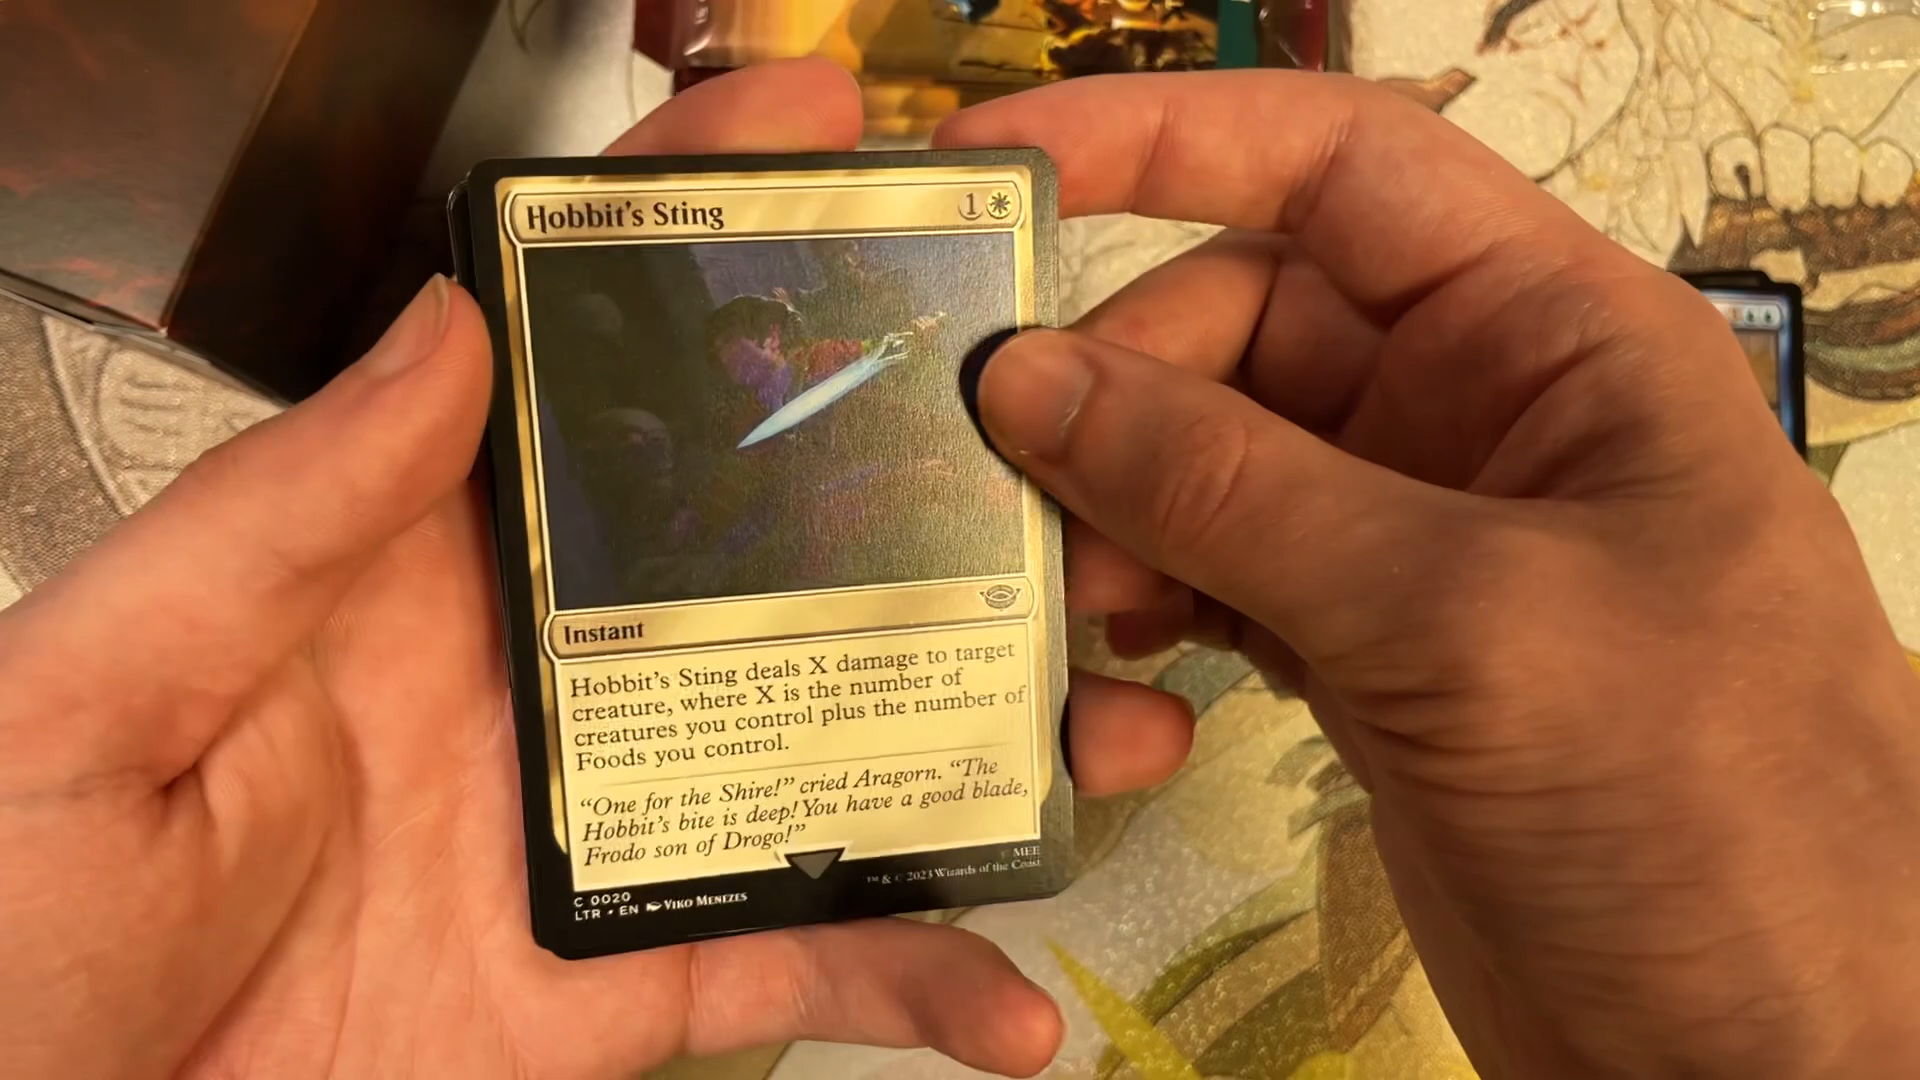 Hobbit's Sting 1
Instant
Hobbit's Sting deals X damage to target
creature, where X is the number of
creatures you control plus the number of
Foods you control.
“One for the Shire!” cried Aragorn. “The
Hobbit's bite is deep! You have a good blade,
Frodo son of Drogo!”
C 0020
LTR • EN VIKO MENEZES
© MEE
™ & © 2023 Wizards of the Coast